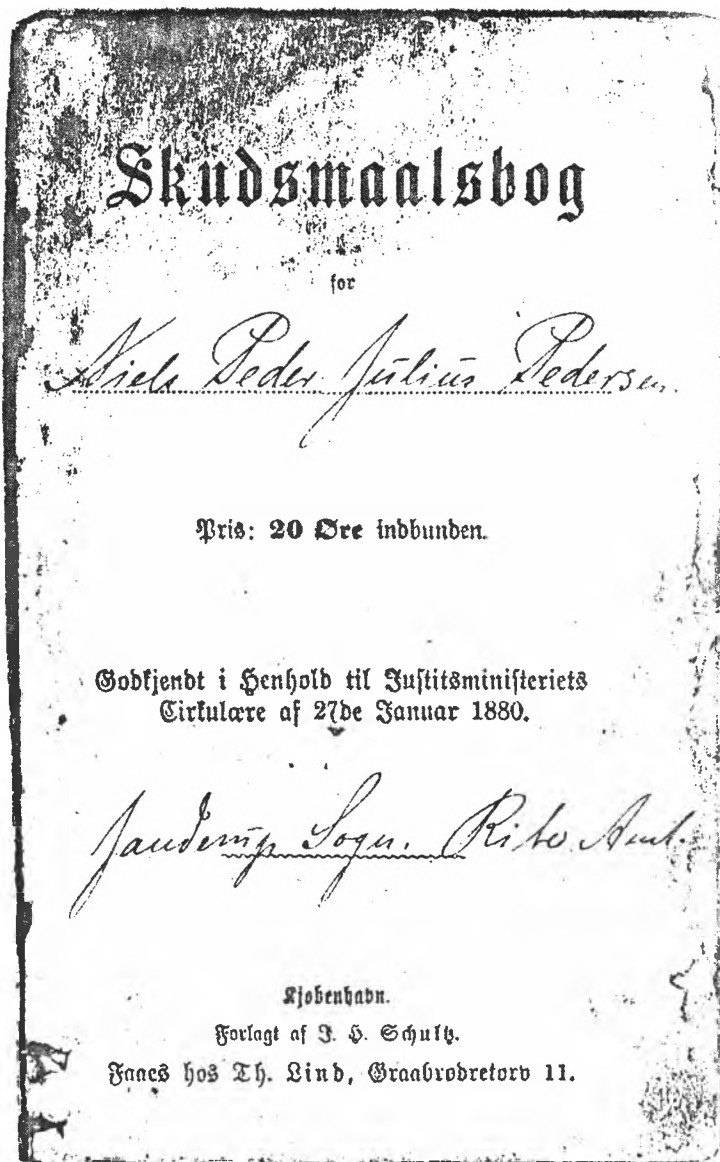 Skudsmaalsbog
for
Niels Peder Julius Pedersen.
Pris: 20 Øre indbunden.
Godkjendt i Henhold til Justitsministeriets
Cirkulære af 27de Januar 1880.
Janderup Sogn. Ribe Amt.
Kjøbenhavn.
Forlagt af J. H. Schultz.
Faaes hos Th. Lind, Graabrødretorv 11.